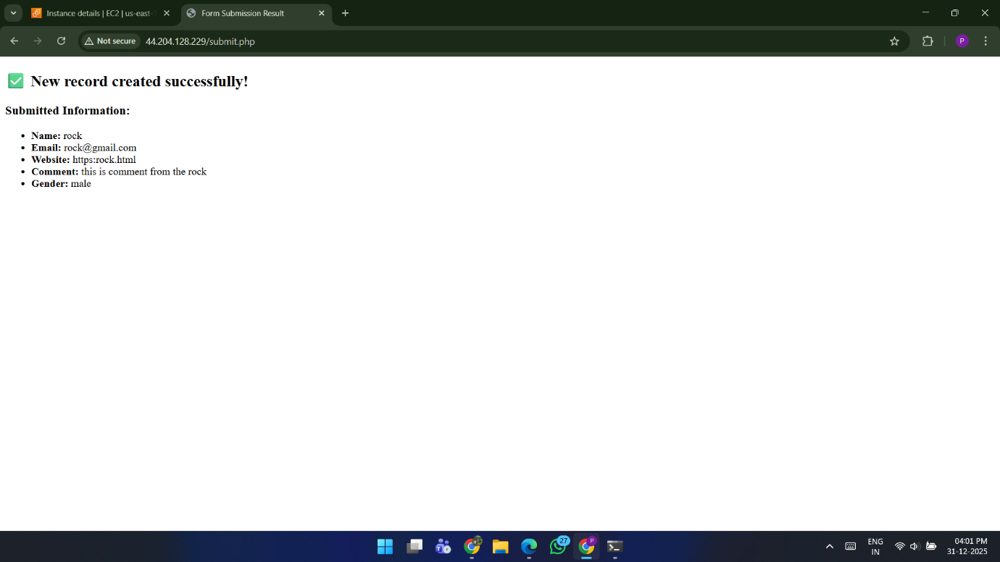 Instance details | EC2 | us-east-1
Form Submission Result
Not secure
44.204.128.229/submit.php
P
New record created successfully!
Submitted Information:
Name: rock
Email: rock@gmail.com
Website: https:rock.html
Comment: this is comment from the rock
Gender: male
27
P
ENG
IN
04:01 PM
31-12-2025